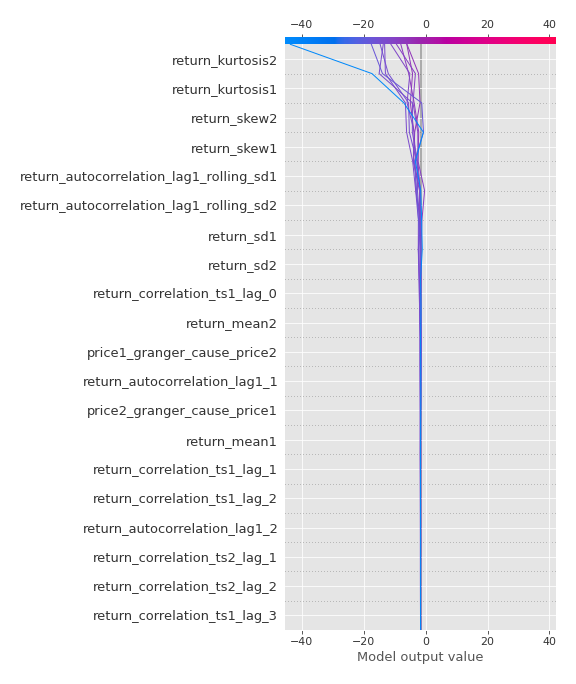 −40 −20 0 20 40
return_kurtosis2
return_kurtosis1
return_skew2
return_skew1
return_autocorrelation_lag1_rolling_sd1
return_autocorrelation_lag1_rolling_sd2
return_sd1
return_sd2
return_correlation_ts1_lag_0
return_mean2
price1_granger_cause_price2
return_autocorrelation_lag1_1
price2_granger_cause_price1
return_mean1
return_correlation_ts1_lag_1
return_correlation_ts1_lag_2
return_autocorrelation_lag1_2
return_correlation_ts2_lag_1
return_correlation_ts2_lag_2
return_correlation_ts1_lag_3
−40 −20 0 20 40
Model output value